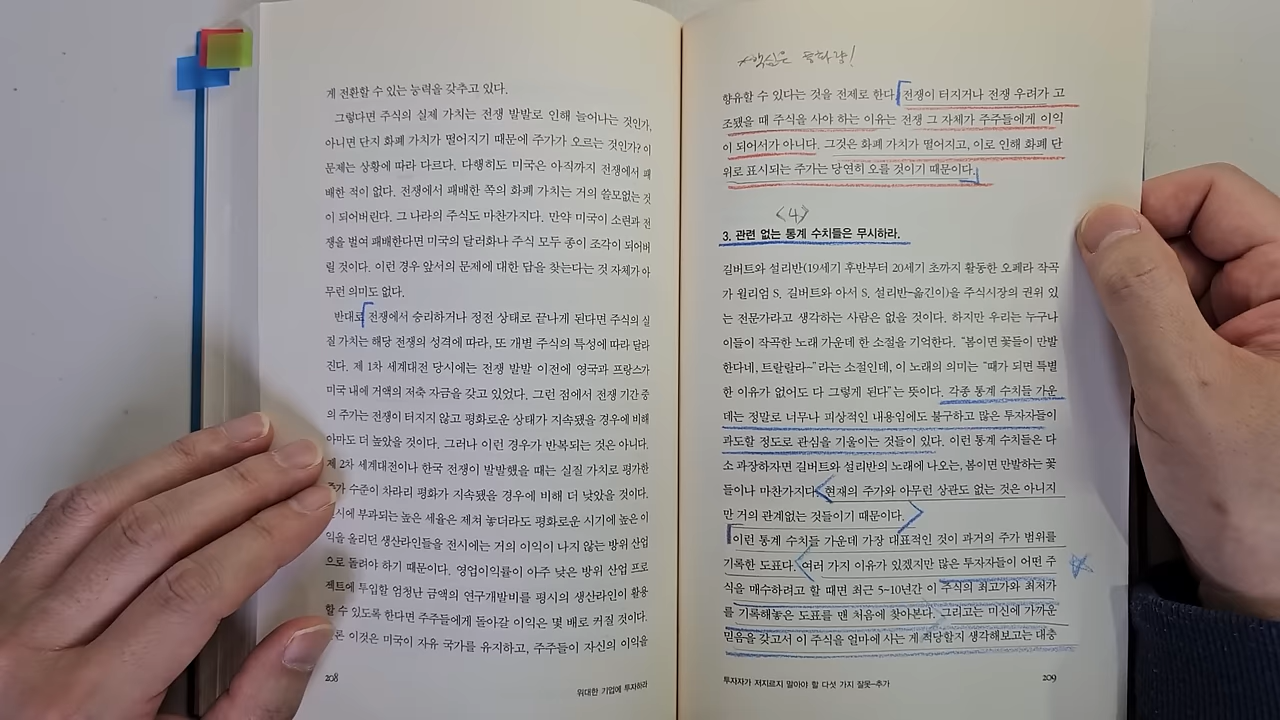 게 전환할 수 있는 능력을 갖추고 있다.
그렇다면 주식의 실제 가치는 전쟁 발발로 인해 늘어나는 것인가,
아니면 단지 화폐 가치가 떨어지기 때문에 주가가 오르는 것인가? 이
문제는 상황에 따라 다르다. 다행히도 미국은 아직까지 전쟁에서 패
배한 적이 없다. 전쟁에서 패배한 쪽의 화폐 가치는 거의 쓸모없는 것
이 되어버린다. 그 나라의 주식도 마찬가지다. 만약 미국이 소련과 전
쟁을 벌여 패배한다면 미국의 달러화나 주식 모두 종이 조각이 되어버
릴 것이다. 이런 경우 앞서의 문제에 대한 답을 찾는다는 것 자체가 아
무런 의미도 없다.
반대로 전쟁에서 승리하거나 정전 상태로 끝나게 된다면 주식의 실
질 가치는 해당 전쟁의 성격에 따라, 또 개별 주식의 특성에 따라 달라
진다. 제 1차 세계대전 당시에는 전쟁 발발 이전에 영국과 프랑스가
미국 내에 거액의 저축 자금을 갖고 있었다. 그런 점에서 전쟁 기간 중
의 주가는 전쟁이 터지지 않고 평화로운 상태가 지속됐을 경우에 비해
아마도 더 높았을 것이다. 그러나 이런 경우가 반복되는 것은 아니다.
제 2차 세계대전이나 한국 전쟁이 발발했을 때는 실질 가치로 평가한
주가 수준이 차라리 평화가 지속됐을 경우에 비해 더 낮았을 것이다.
시에 부과되는 높은 세율은 제쳐 놓더라도 평화로운 시기에 높은 이
익을 올리던 생산라인들을 전시에는 거의 이익이 나지 않는 방위 산업
으로 돌려야 하기 때문이다. 영업이익률이 아주 낮은 방위 산업 프로
젝트에 투입할 엄청난 금액의 연구개발비를 평시의 생산라인이 활용
할 수 있도록 한다면 주주들에게 돌아갈 이익은 몇 배로 커질 것이다.
론 이것은 미국이 자유 국가를 유지하고, 주주들이 자신의 이익을
208
위대한 기업에 투자하라
*핵심은 통화량!
향유할 수 있다는 것을 전제로 한다. 전쟁이 터지거나 전쟁 우려가 고
조됐을 때 주식을 사야 하는 이유는 전쟁 그 자체가 주주들에게 이익
이 되어서가 아니다. 그것은 화폐 가치가 떨어지고, 이로 인해 화폐 단
위로 표시되는 주가는 당연히 오를 것이기 때문이다.
<4>
3. 관련 없는 통계 수치들은 무시하라.
길버트와 설리반(19세기 후반부터 20세기 초까지 활동한 오페라 작곡
가 윌리엄 S. 길버트와 아서 S. 설리반-옮긴이)을 주식시장의 권위 있
는 전문가라고 생각하는 사람은 없을 것이다. 하지만 우리는 누구나
이들이 작곡한 노래 가운데 한 소절을 기억한다. "봄이면 꽃들이 만발
한다네, 트랄랄라~"라는 소절인데, 이 노래의 의미는 "때가 되면 특별
한 이유가 없어도 다 그렇게 된다"는 뜻이다. 각종 통계 수치들 가운
데는 정말로 너무나 피상적인 내용임에도 불구하고 많은 투자자들이
과도할 정도로 관심을 기울이는 것들이 있다. 이런 통계 수치들은 다
소 과장하자면 길버트와 설리반의 노래에 나오는, 봄이면 만발하는 꽃
들이나 마찬가지다. 현재의 주가와 아무런 상관도 없는 것은 아니지
만 거의 관계없는 것들이기 때문이다.
이런 통계 수치들 가운데 가장 대표적인 것이 과거의 주가 범위를
기록한 도표다. 여러 가지 이유가 있겠지만 많은 투자자들이 어떤 주
식을 매수하려고 할 때면 최근 5~10년간 이 주식의 최고가와 최저가
를 기록해놓은 도표를 맨 처음에 찾아본다. 그리고는 미신에 가까운
믿음을 갖고서 이 주식을 얼마에 사는 게 적당할지 생각해보고는 대충
투자자가 저지르지 말아야 할 다섯 가지 잘못-추가
209